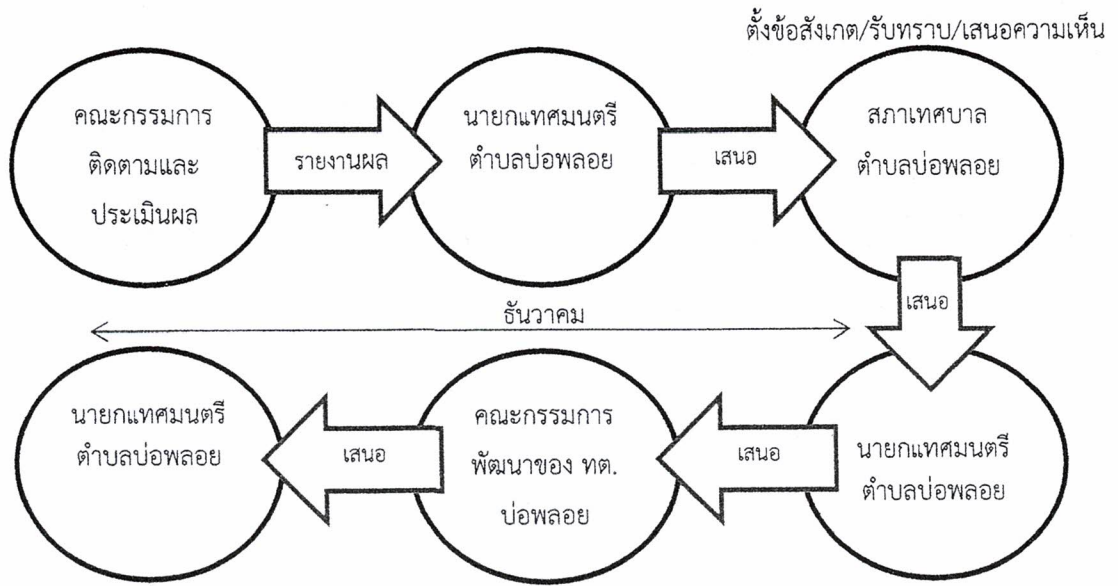 ตั้งข้อสังเกต/รับทราบ/เสนอความเห็น
คณะกรรมการ
ติดตามและ
ประเมินผล
รายงานผล
นายกเทศมนตรี
ตำบลบ่อพลอย
เสนอ
สภาเทศบาล
ตำบลบ่อพลอย
เสนอ
ธันวาคม
นายกเทศมนตรี
ตำบลบ่อพลอย
เสนอ
คณะกรรมการ
พัฒนาของ ทต.
บ่อพลอย
เสนอ
นายกเทศมนตรี
ตำบลบ่อพลอย